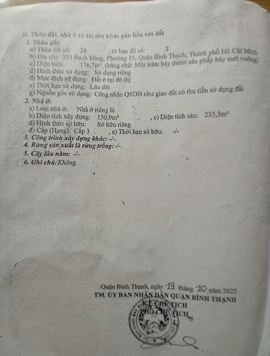 II. Thửa đất, nhà ở và tài sản khác gắn liền với đất
1. Thửa đất:
a) Thửa đất số: 28 , tờ bản đồ số: 2
b) Địa chỉ: 333 Bạch Đằng, Phường 15, Quận Bình Thạnh, Thành phố Hồ Chí Minh
c) Diện tích: 176,7m², (bằng chữ: Một trăm bảy mươi sáu phẩy bảy mét vuông)
d) Hình thức sử dụng: Sử dụng riêng
đ) Mục đích sử dụng: Đất ở tại đô thị
e) Thời hạn sử dụng: Lâu dài
g) Nguồn gốc sử dụng: Công nhận QSDĐ như giao đất có thu tiền sử dụng đất
2. Nhà ở:
a) Loại nhà ở: Nhà ở riêng lẻ
b) Diện tích xây dựng: 150,9m² , c) Diện tích sàn: 235,3m²
d) Hình thức sở hữu: Sở hữu riêng
đ) Cấp (Hạng): Cấp 3 , e) Thời hạn sở hữu: -/-
3. Công trình xây dựng khác: -/-
4. Rừng sản xuất là rừng trồng: -/-
5. Cây lâu năm: -/-
6. Ghi chú: Không.
Quận Bình Thạnh, ngày 19 tháng 10 năm 2022
TM. ỦY BAN NHÂN DÂN QUẬN BÌNH THẠNH
KT. CHỦ TỊCH
PHÓ CHỦ TỊCH